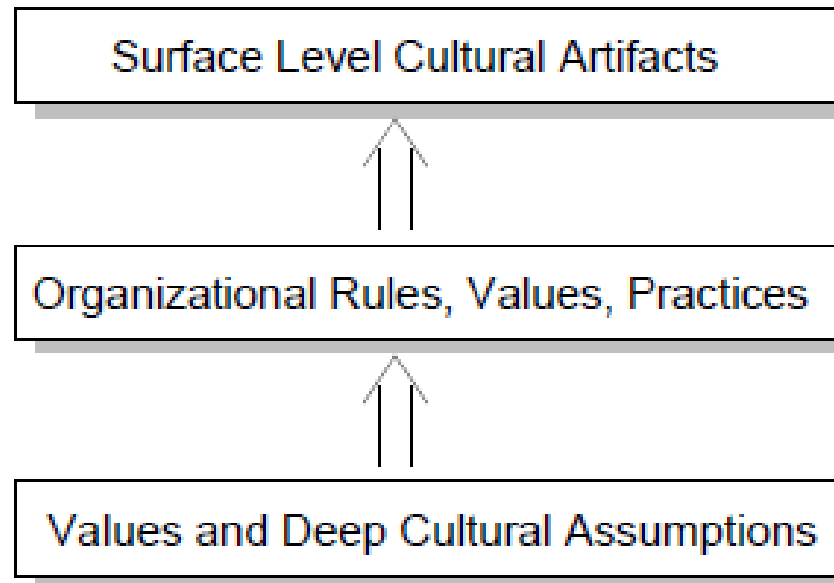 Surface Level Cultural Artifacts
Organizational Rules, Values, Practices
Values and Deep Cultural Assumptions